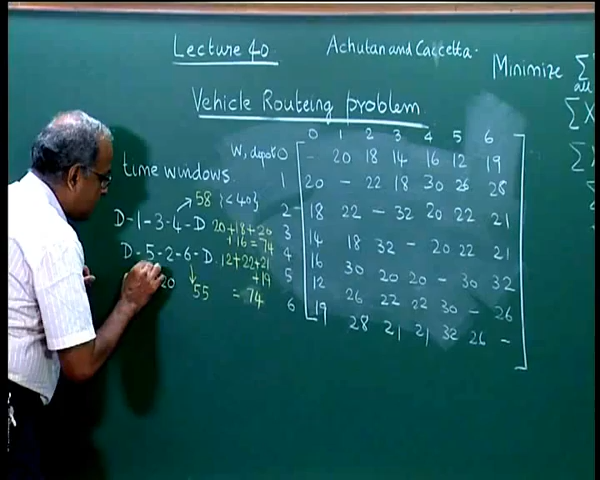 Lecture 40
Achutan and Caccetta.
Minimize Σ
all
ΣX
Σ
Vehicle Routeing problem
time windows
58 (<40)
D-1-3-4-D 20+18+20
+16=74
D-5-2-6-D. 12+22+21
+19
20 55 = 74
0 1 2 3 4 5 6
W, depot 0 - 20 18 14 16 12 19
1 20 - 22 18 30 26 28
2 18 22 - 32 20 22 21
3 14 18 32 - 20 22 21
4 16 30 20 20 - 30 32
5 12 26 22 22 30 - 26
6 19 28 21 21 32 26 -